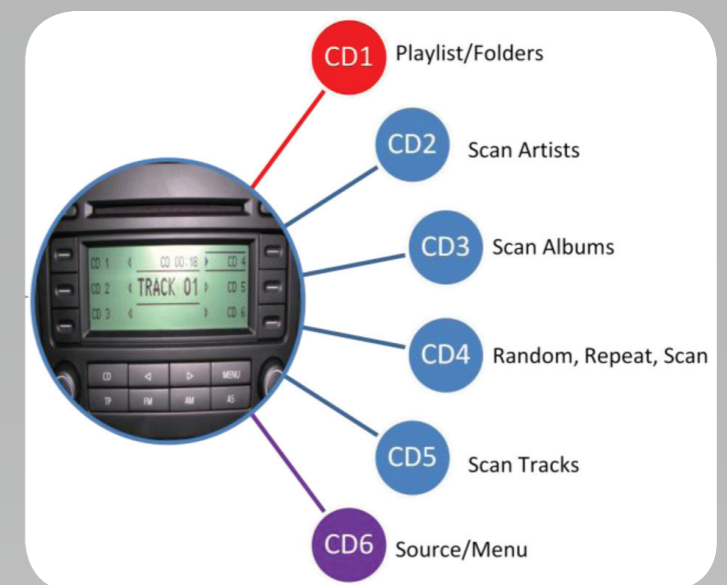 CD1 Playlist/Folders
CD2 Scan Artists
CD3 Scan Albums
CD4 Random, Repeat, Scan
CD5 Scan Tracks
CD6 Source/Menu
CD 1 CD 00:18 CD 4
CD 2 TRACK 01 CD 5
CD 3 CD 6
CD MENU
TP FM AM AS